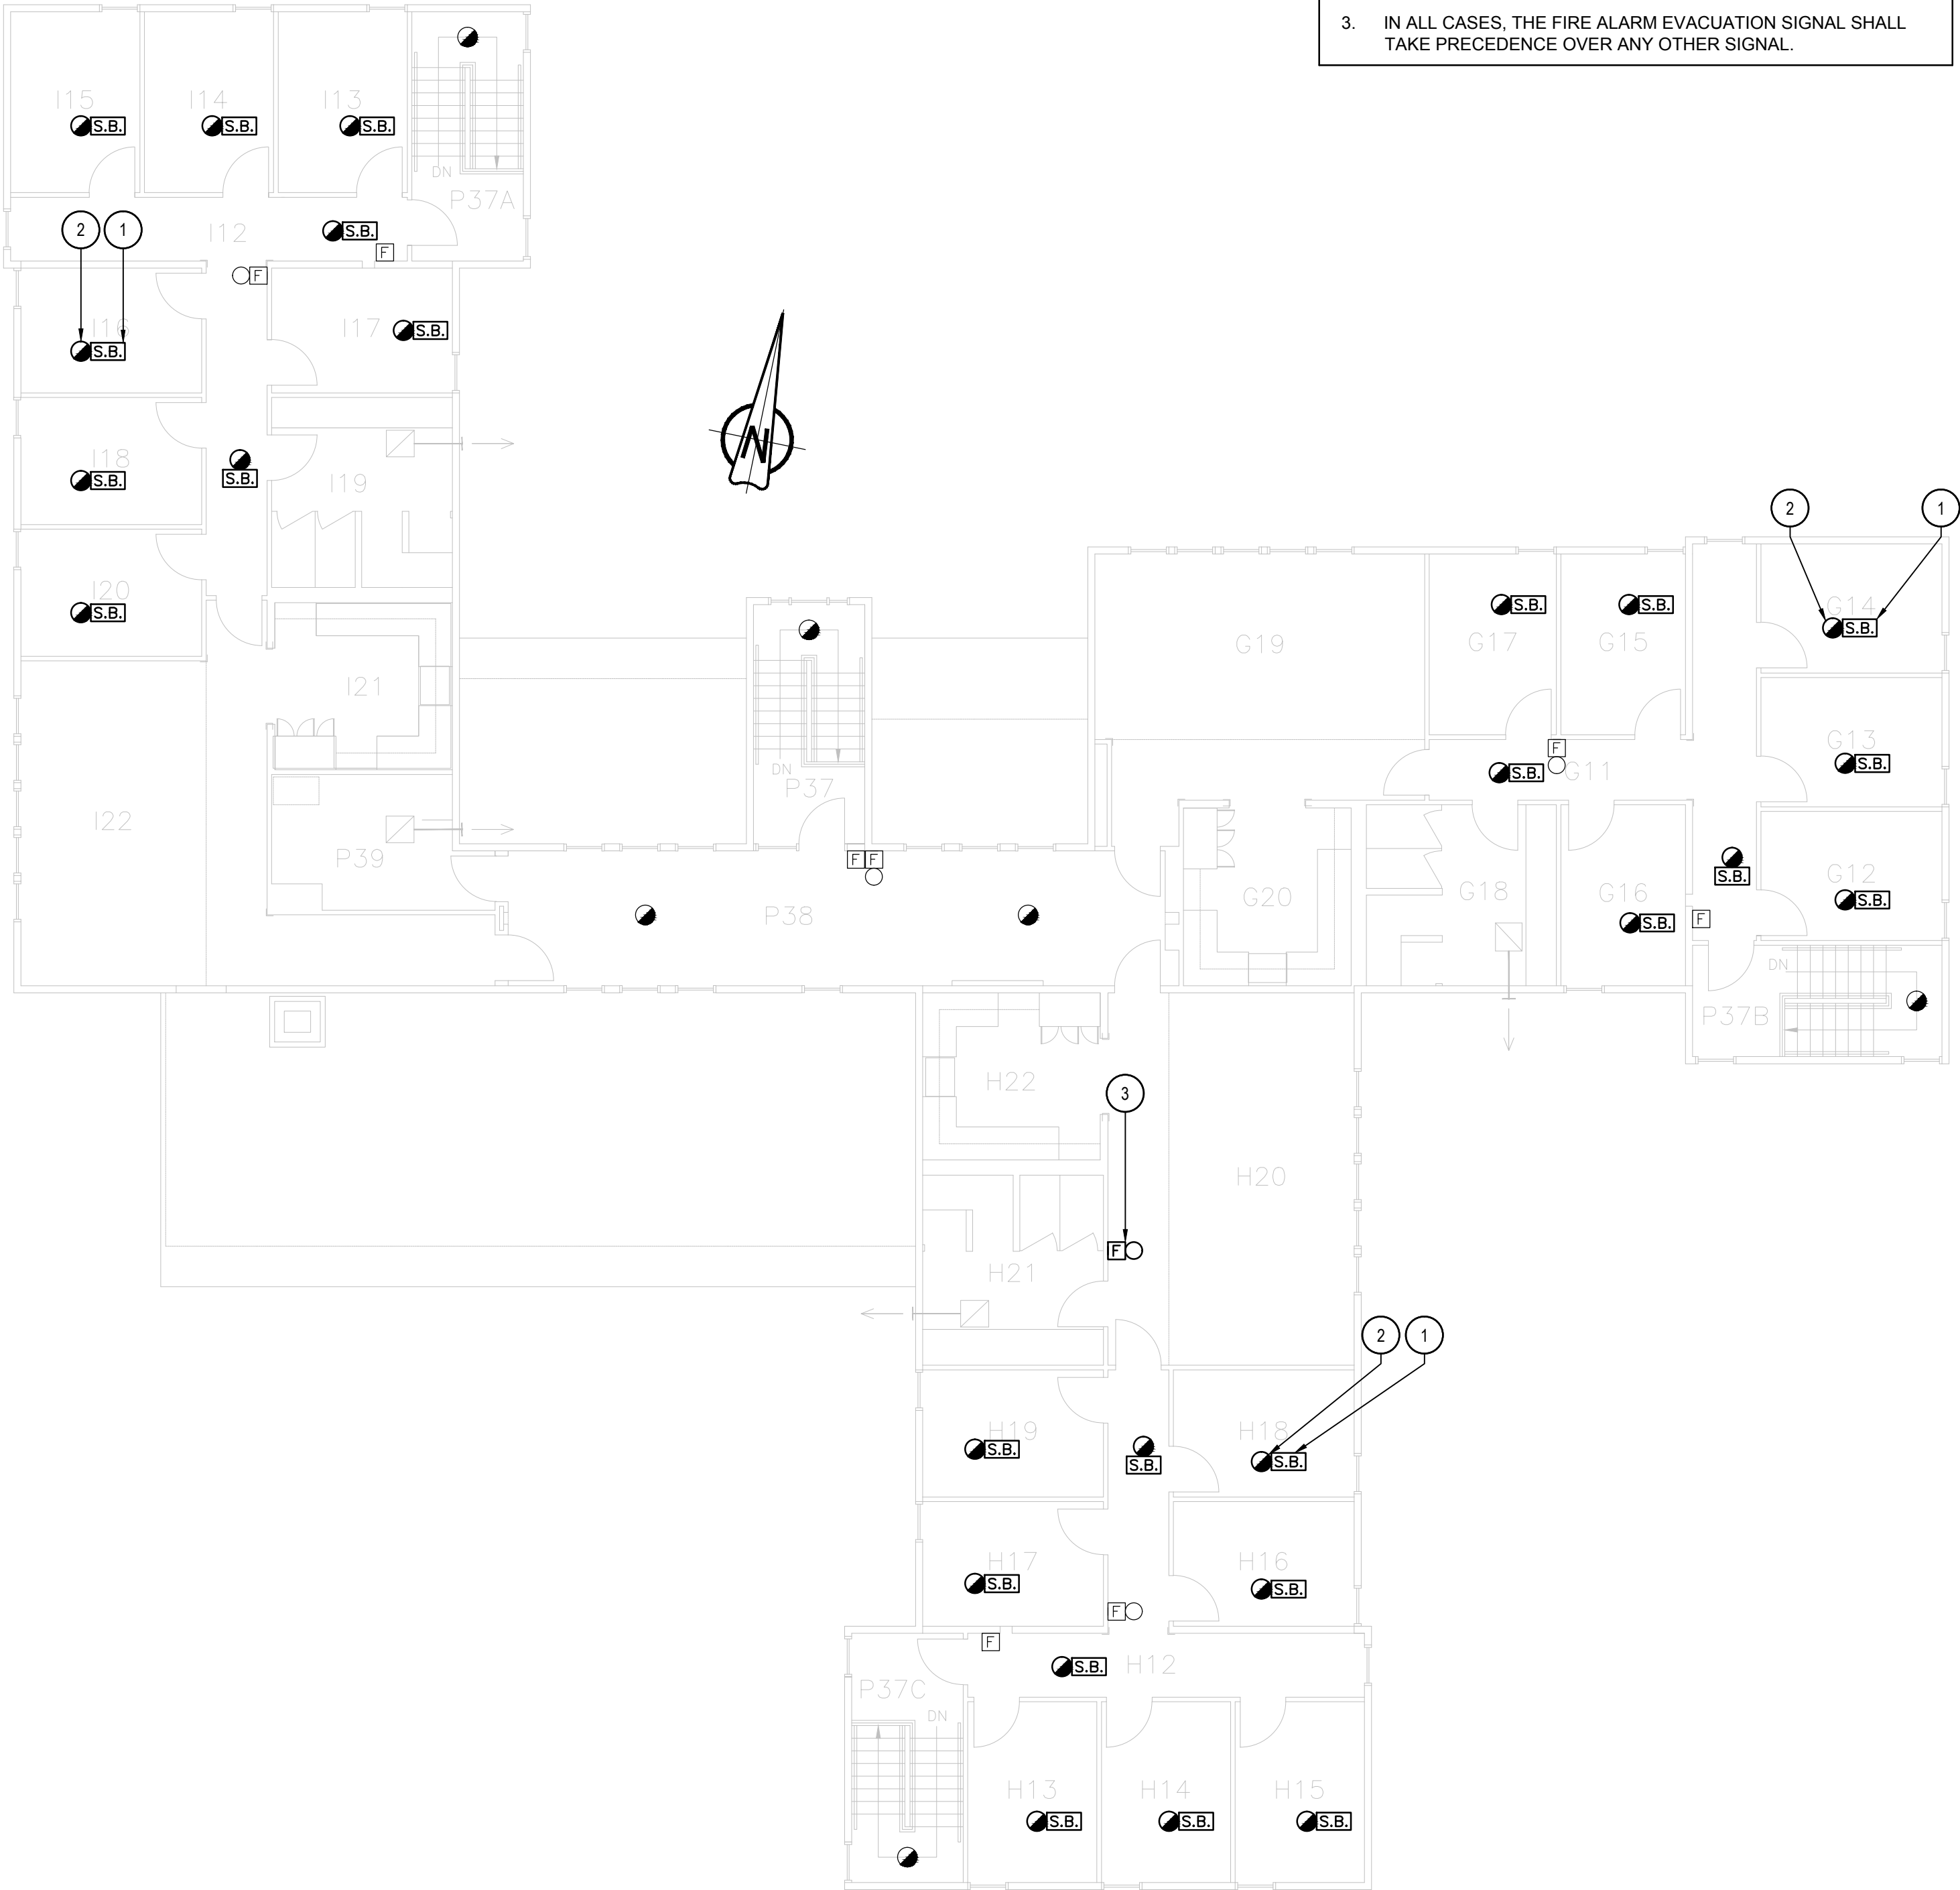 3. IN ALL CASES, THE FIRE ALARM EVACUATION SIGNAL SHALL
TAKE PRECEDENCE OVER ANY OTHER SIGNAL.
I15
I14
I13
S.B.
S.B.
S.B.
DN
P37A
2
1
I12
S.B.
F
F
I16
S.B.
I17
S.B.
N
I18
S.B.
S.B.
I19
I20
S.B.
2
1
G17
S.B.
G15
S.B.
G14
S.B.
G19
I21
DN
P37
G13
S.B.
F
S.B.
G11
I22
P39
F F
P38
G20
G18
G16
S.B.
S.B.
G12
S.B.
F
DN
P37B
H22
3
H20
F
H21
2
1
H19
S.B.
S.B.
H18
S.B.
H17
S.B.
H16
S.B.
F
F
S.B.
H12
P37C
DN
H13
S.B.
H14
S.B.
H15
S.B.